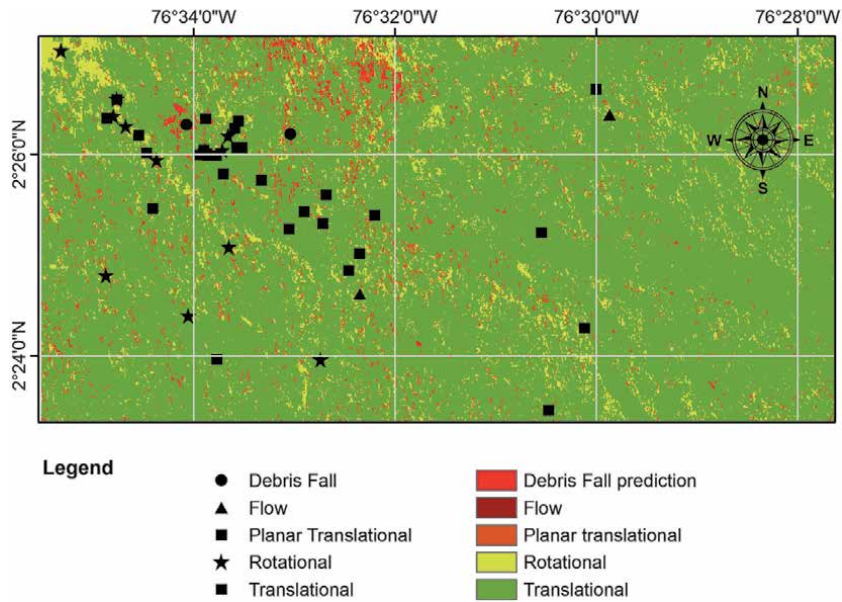 76°34'0"W 76°32'0"W 76°30'0"W 76°28'0"W
N
W E
S
2°26'0"N
2°24'0"N
Legend
Debris Fall
Flow
Planar Translational
Rotational
Translational
Debris Fall prediction
Flow
Planar translational
Rotational
Translational